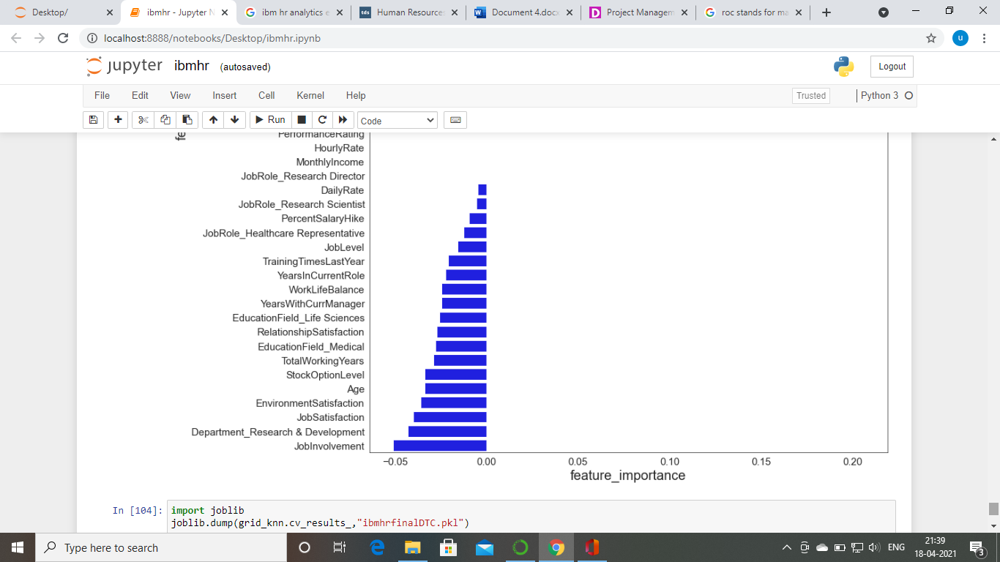 Desktop/
ibmhr - Jupyter N
ibm hr analytics e
tds
Human Resource
Document 4.docx
Project Managem
roc stands for ma
localhost:8888/notebooks/Desktop/ibmhr.ipynb
u
jupyter ibmhr (autosaved)
Logout
File Edit View Insert Cell Kernel Help
Trusted
Python 3
Run
Code
fe
PerformanceRating
HourlyRate
MonthlyIncome
JobRole_Research Director
DailyRate
JobRole_Research Scientist
PercentSalaryHike
JobRole_Healthcare Representative
JobLevel
TrainingTimesLastYear
YearsInCurrentRole
WorkLifeBalance
YearsWithCurrManager
EducationField_Life Sciences
RelationshipSatisfaction
EducationField_Medical
TotalWorkingYears
StockOptionLevel
Age
EnvironmentSatisfaction
JobSatisfaction
Department_Research & Development
JobInvolvement
−0.05 0.00 0.05 0.10 0.15 0.20
feature_importance
In [104]: import joblib
joblib.dump(grid_knn.cv_results_,"ibmhrfinalDTC.pkl")
Type here to search
ENG
21:39
18-04-2021
3